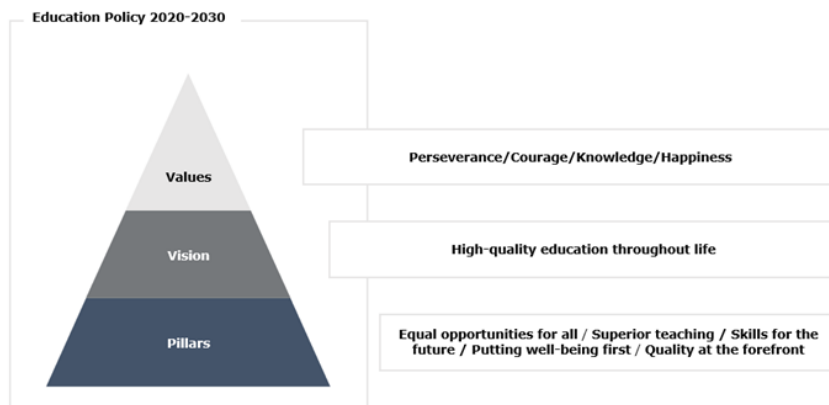 Education Policy 2020-2030
Values
Perseverance/Courage/Knowledge/Happiness
Vision
High-quality education throughout life
Pillars
Equal opportunities for all / Superior teaching / Skills for the
future / Putting well-being first / Quality at the forefront